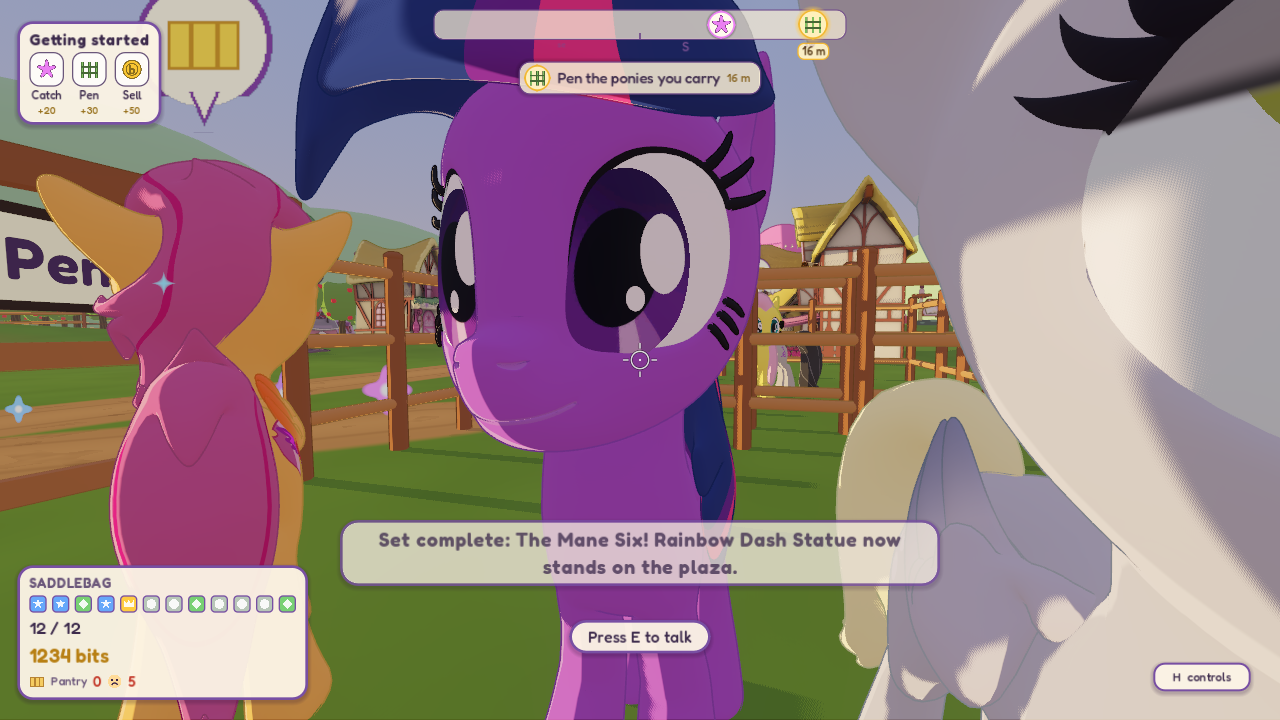 Getting started
Catch Pen Sell
+20 +30 +50
S
16 m
Pen the ponies you carry 16 m
Pen
Set complete: The Mane Six! Rainbow Dash Statue now
stands on the plaza.
SADDLEBAG
12 / 12
1234 bits
Pantry 0 5
Press E to talk
H controls